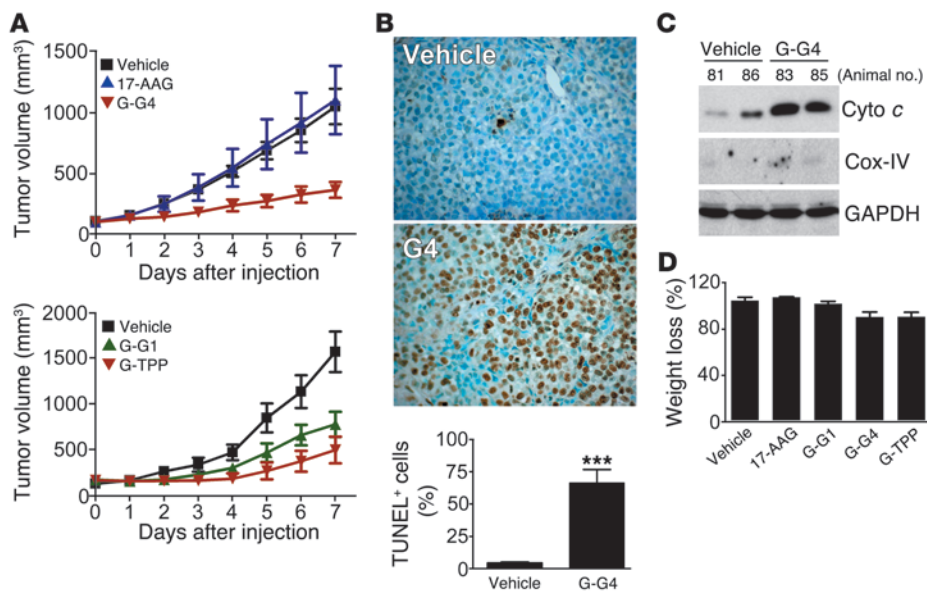 A
Tumor volume (mm³)
1500
1000
500
0
Vehicle
17-AAG
G-G4
0 1 2 3 4 5 6 7
Days after injection
Tumor volume (mm³)
2000
1500
1000
500
0
Vehicle
G-G1
G-TPP
0 1 2 3 4 5 6 7
Days after injection
B
Vehicle
G4
TUNEL⁺ cells
(%)
100
75
50
25
0
***
Vehicle G-G4
C
Vehicle G-G4
81 86 83 85 (Animal no.)
Cyto c
Cox-IV
GAPDH
D
Weight loss (%)
120
80
40
0
Vehicle
17-AAG
G-G1
G-G4
G-TPP